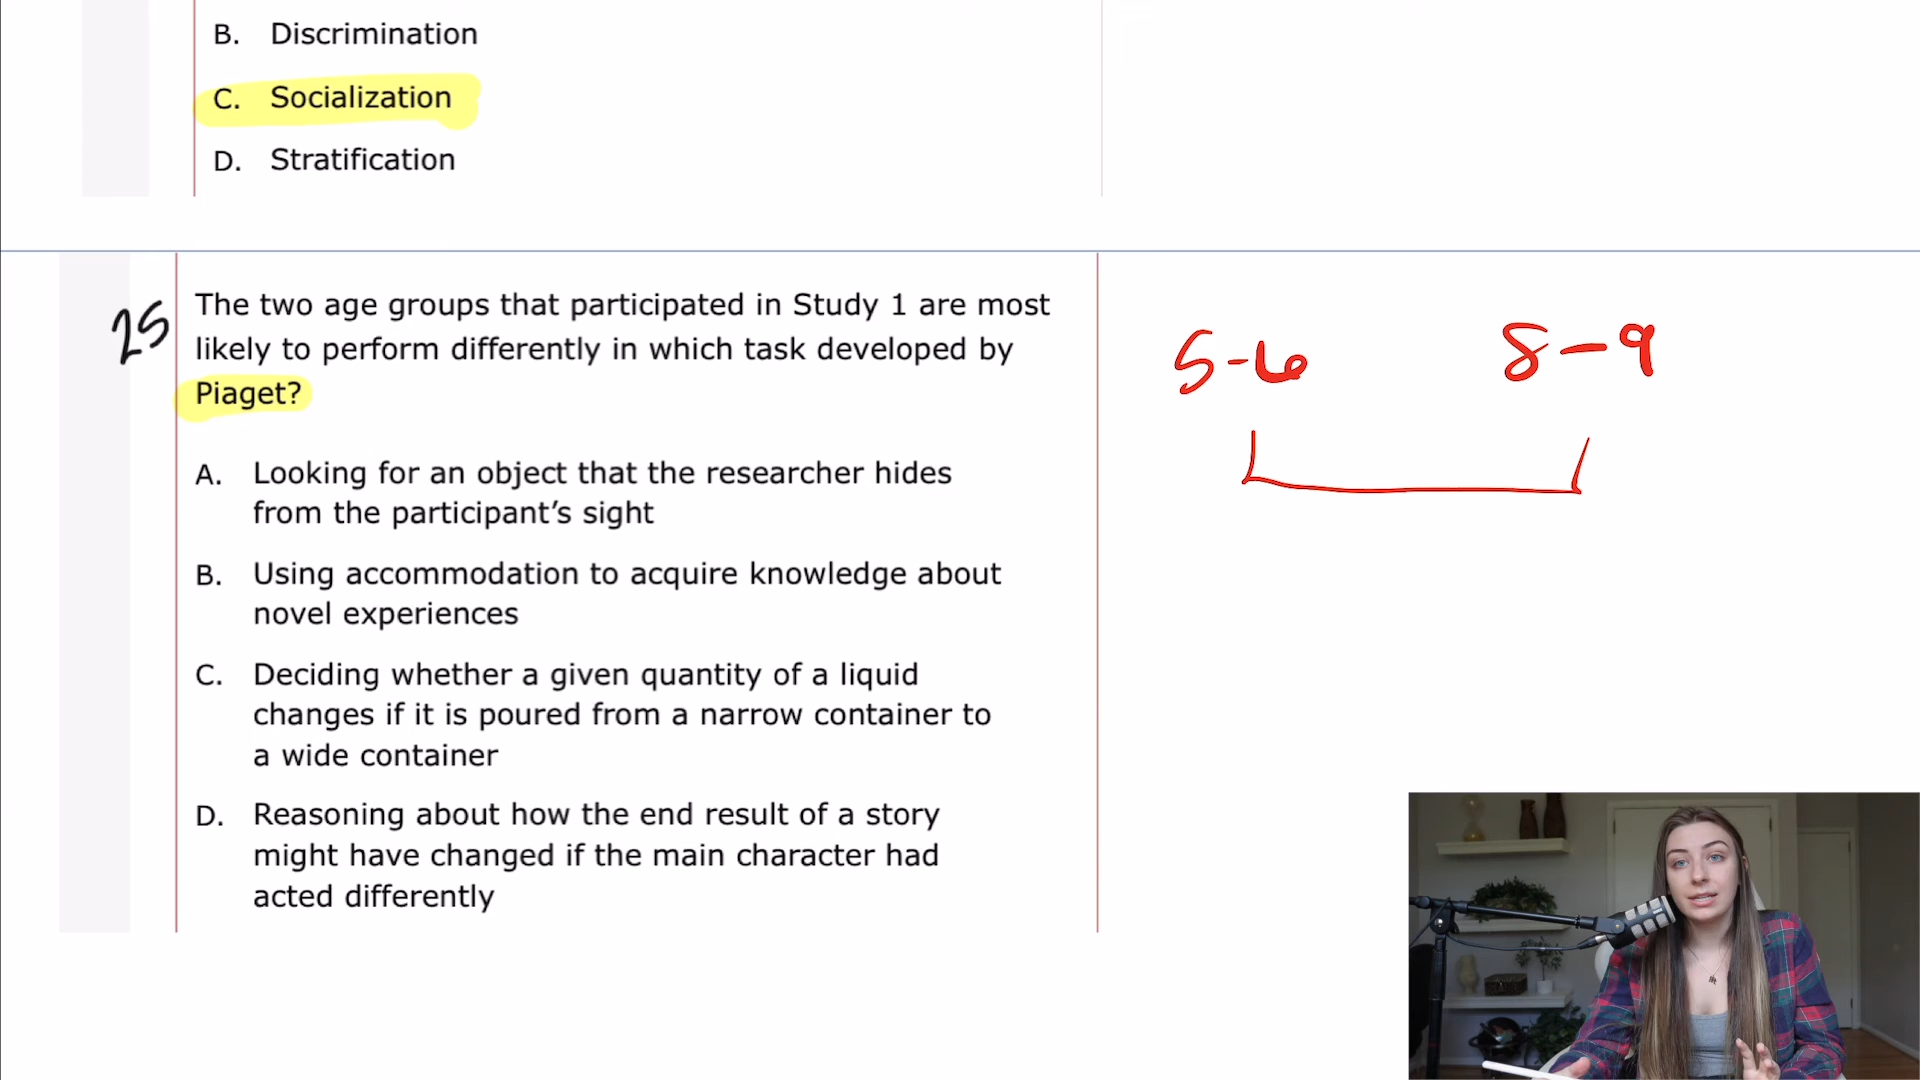 B. Discrimination
C. Socialization
D. Stratification
25
The two age groups that participated in Study 1 are most
likely to perform differently in which task developed by
Piaget?
A. Looking for an object that the researcher hides
from the participant’s sight
B. Using accommodation to acquire knowledge about
novel experiences
C. Deciding whether a given quantity of a liquid
changes if it is poured from a narrow container to
a wide container
D. Reasoning about how the end result of a story
might have changed if the main character had
acted differently
5-6 8-9